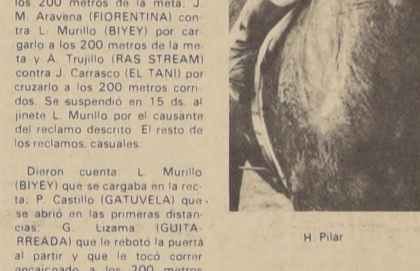 los 200 metros de la meta; J.
M. Aravena (FIORENTINA) con-
tra L. Murillo (BIYEY) por car-
garlo a los 200 metros de la me-
ta y A. Trujillo (RAS STREAM)
contra J. Carrasco (EL TANI) por
cruzarlo a los 200 metros corri-
dos. Se suspendió en 15 ds. al
jinete L. Murillo por el causante
del reclamo descrito. El resto de
los reclamos, casuales.
Dieron cuenta: L. Murillo
(BIYEY) que se cargaba en la rec-
ta; P. Castillo (GATUVELA) que
se abrió en las primeras distan-
cias; G. Lizama (GUITA-
RREADA) que le rebotó la puerta
al partir y que le tocó correr
encajonado a los 200 metros
H. Pilar